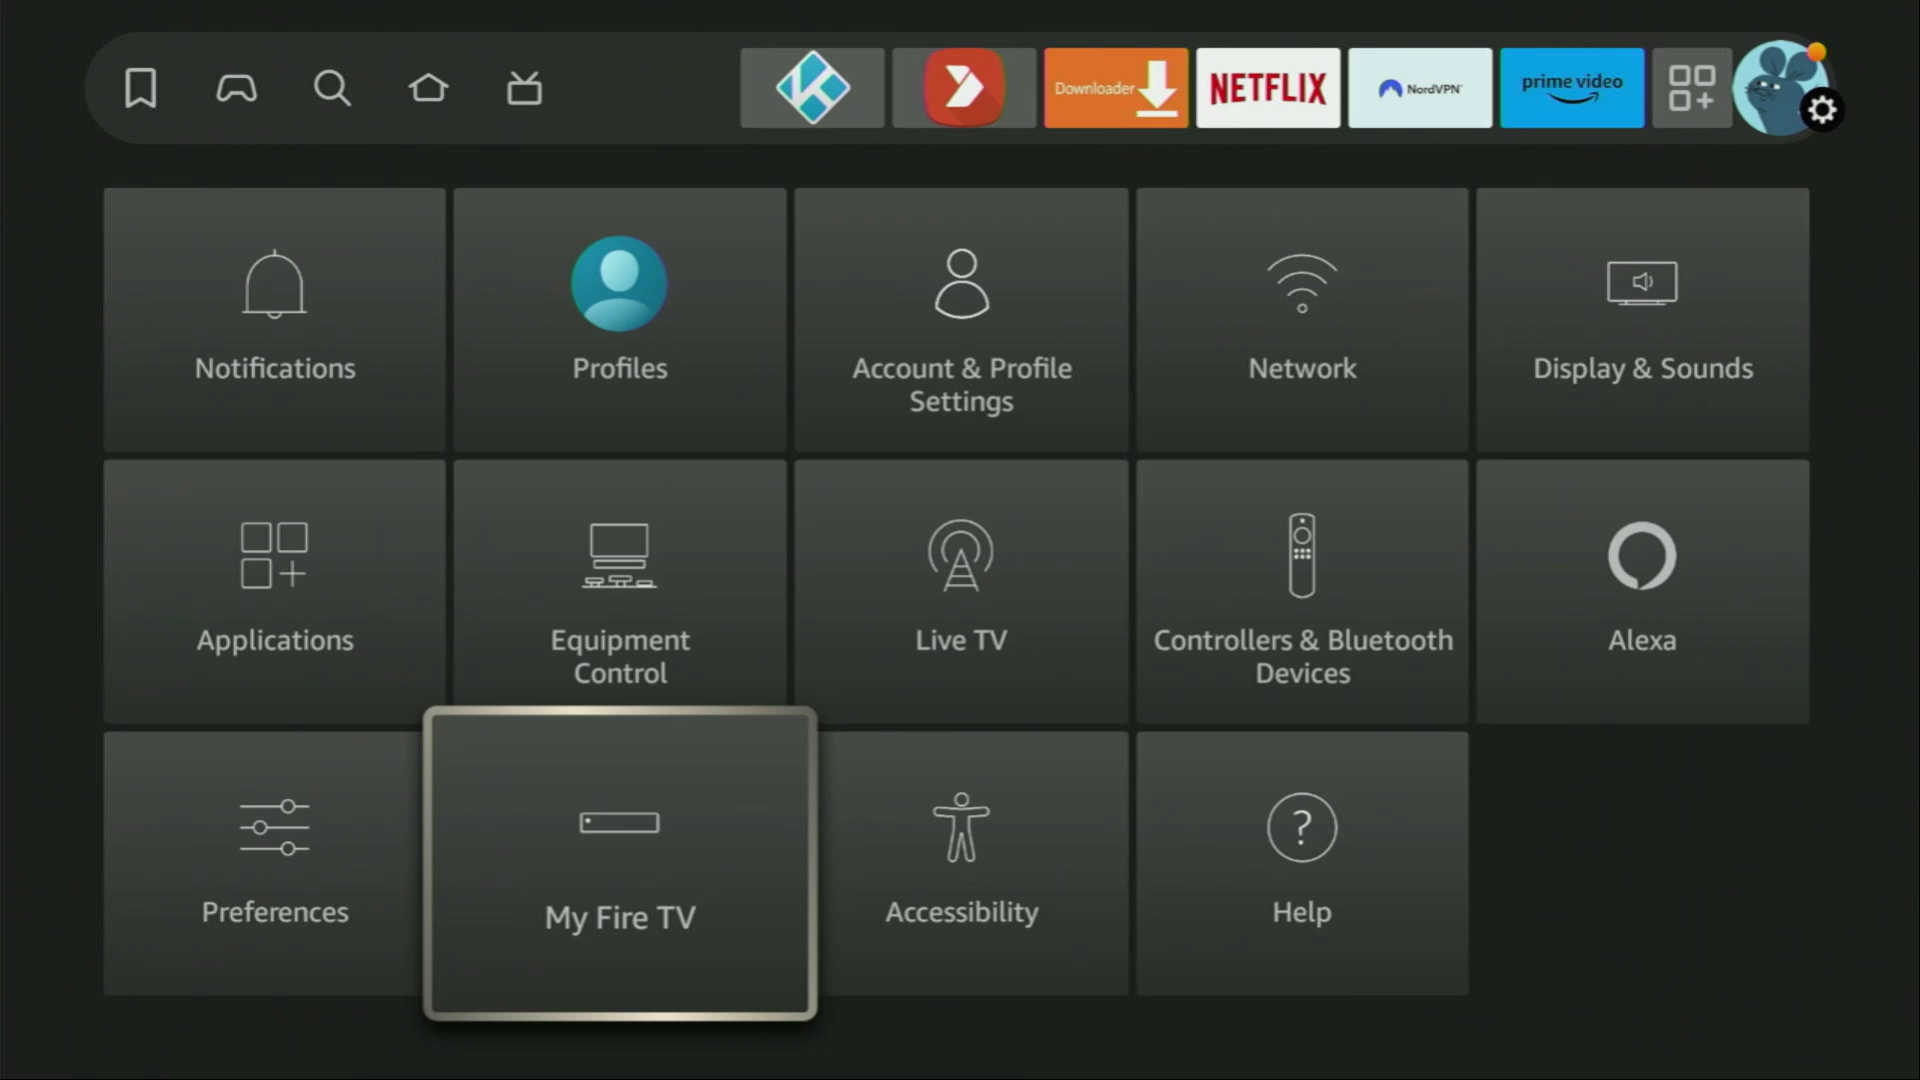 Downloader
NETFLIX
NordVPN
prime video
Notifications
Profiles
Account & Profile
Settings
Network
Display & Sounds
Applications
Equipment
Control
Live TV
Controllers & Bluetooth
Devices
Alexa
Preferences
My Fire TV
Accessibility
Help